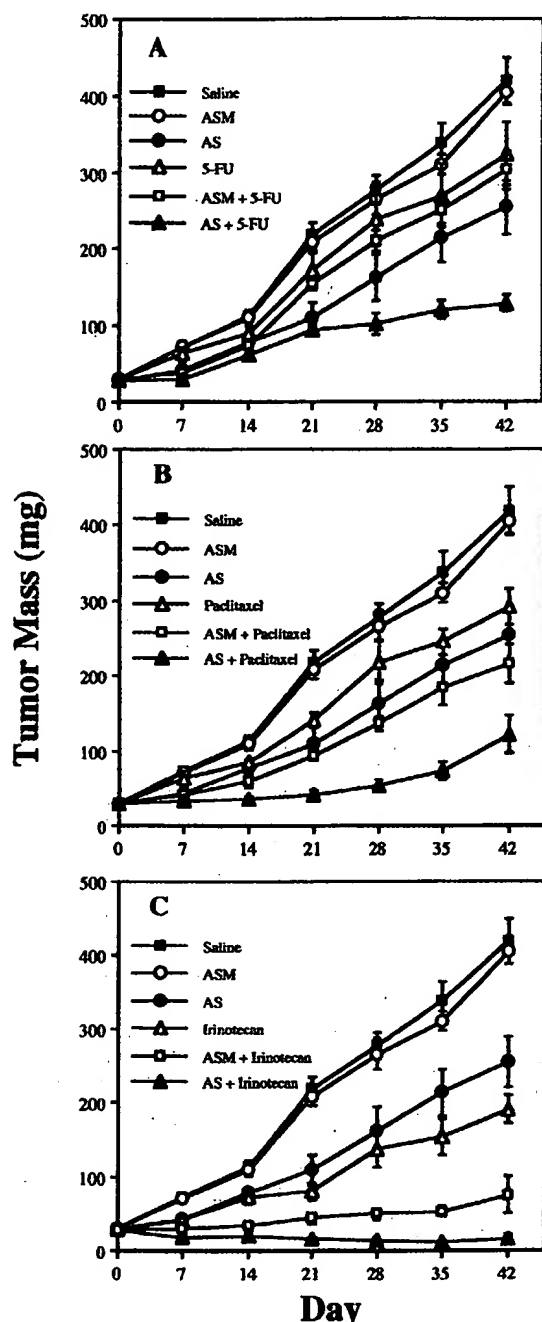 Tumor Mass (mg)
A
500
400
300
200
100
0
Saline
ASM
AS
5-FU
ASM + 5-FU
AS + 5-FU
0 7 14 21 28 35 42
B
500
400
300
200
100
0
Saline
ASM
AS
Paclitaxel
ASM + Paclitaxel
AS + Paclitaxel
0 7 14 21 28 35 42
C
500
400
300
200
100
0
Saline
ASM
AS
Irinotecan
ASM + Irinotecan
AS + Irinotecan
0 7 14 21 28 35 42
Day